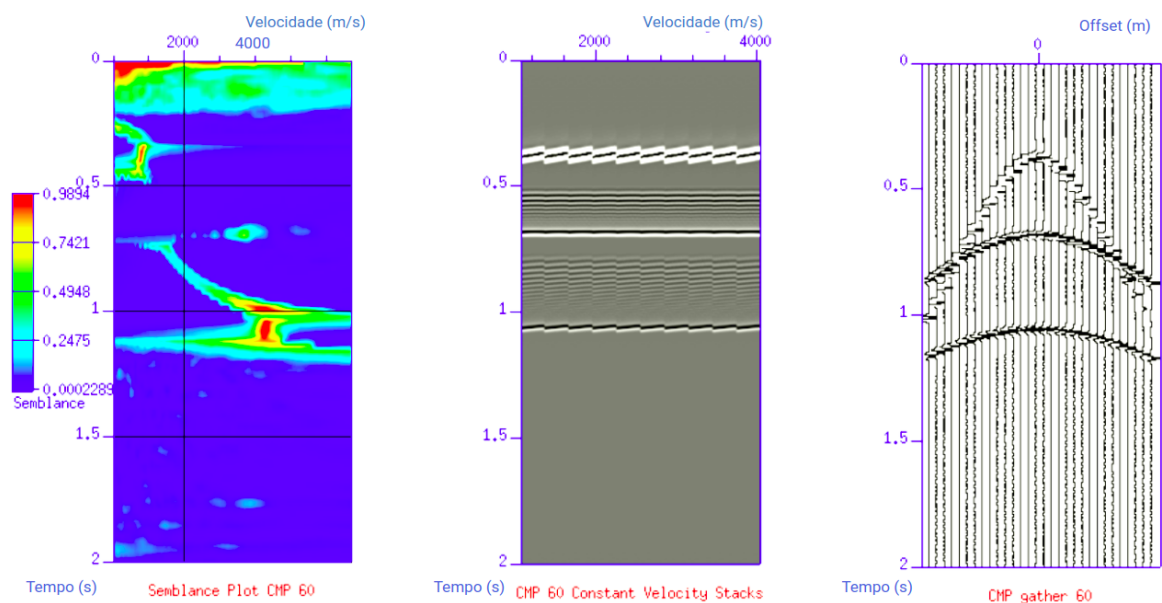 Velocidade (m/s)
2000
4000
0
0.5
1
1.5
2
0.9894
0.7421
0.4948
0.2475
0.0002289
Semblance
Tempo (s)
Semblance Plot CMP 60
Velocidade (m/s)
2000
4000
0
0.5
1
1.5
2
Tempo (s)
CMP 60 Constant Velocity Stacks
Offset (m)
0
0
0.5
1
1.5
2
Tempo (s)
CMP gather 60